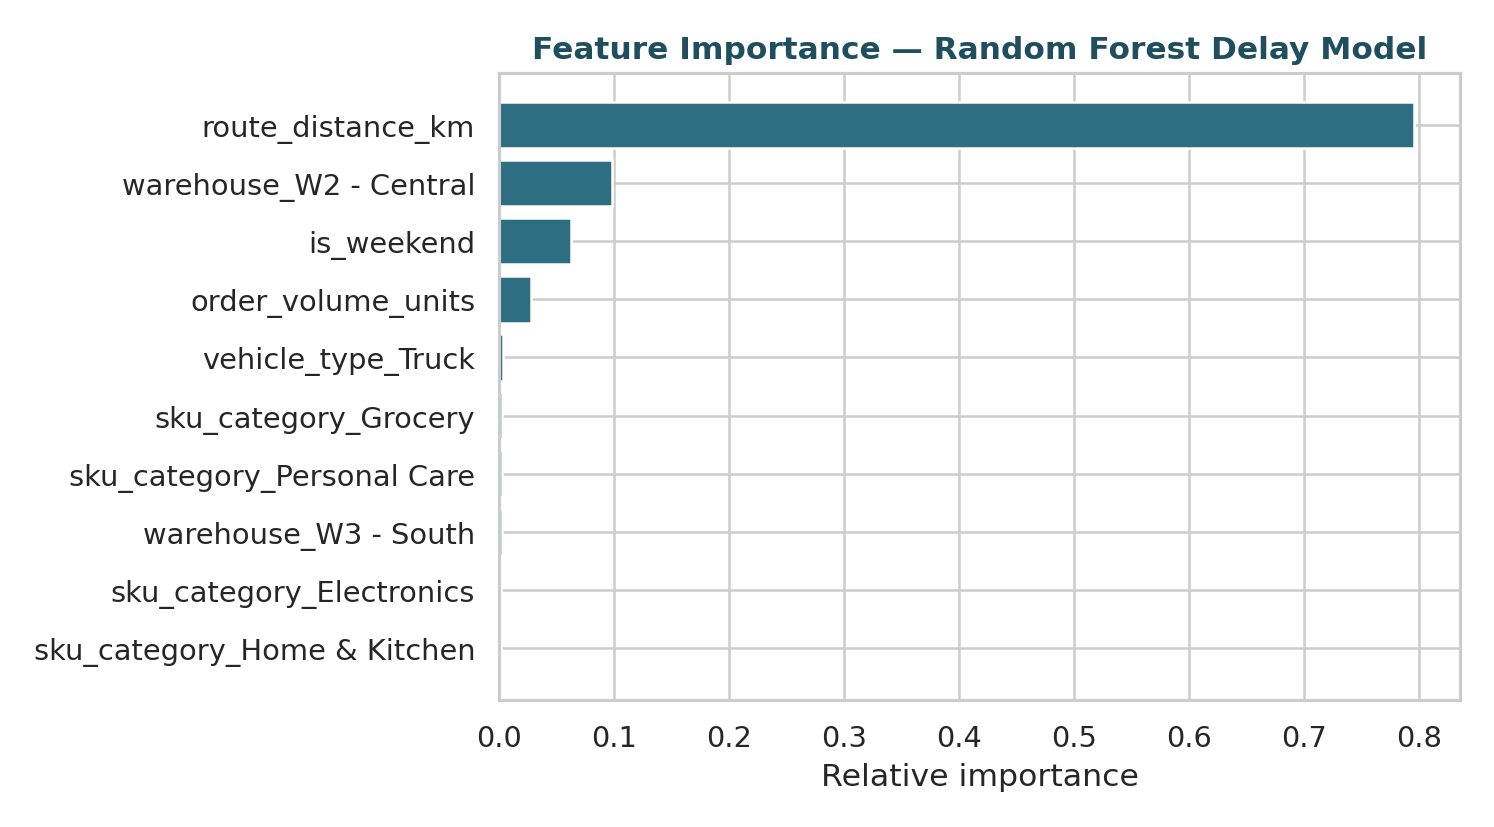 Feature Importance — Random Forest Delay Model
route_distance_km
warehouse_W2 - Central
is_weekend
order_volume_units
vehicle_type_Truck
sku_category_Grocery
sku_category_Personal Care
warehouse_W3 - South
sku_category_Electronics
sku_category_Home & Kitchen
0.0 0.1 0.2 0.3 0.4 0.5 0.6 0.7 0.8
Relative importance